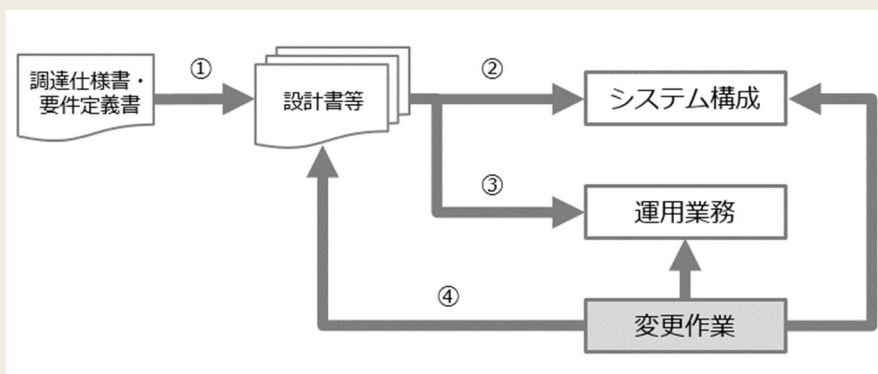 調達仕様書・
要件定義書
①
設計書等
②
システム構成
③
運用業務
④
変更作業